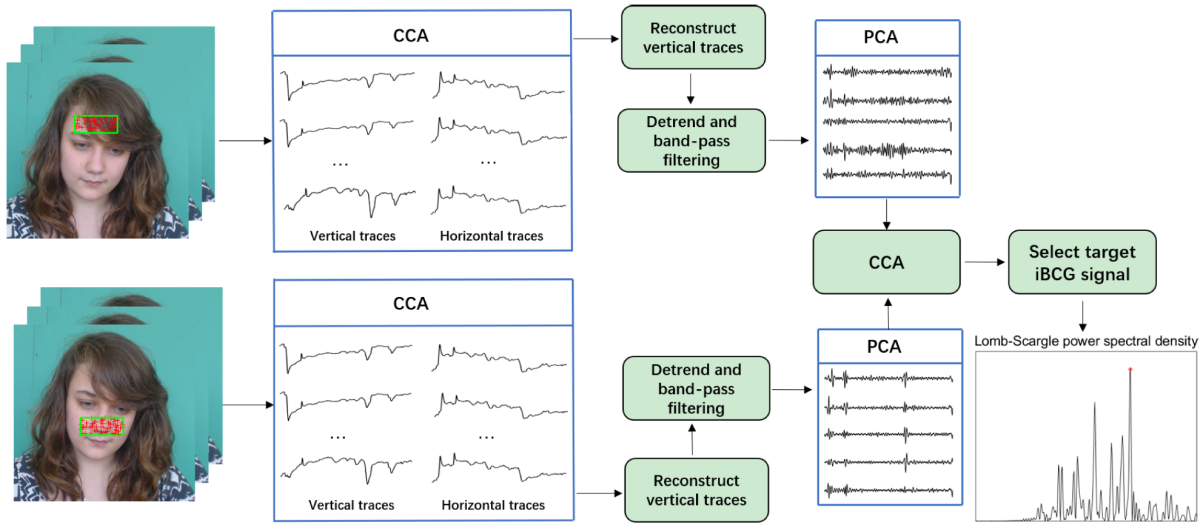 CCA
...
...
Vertical traces
Horizontal traces
Reconstruct
vertical traces
Detrend and
band-pass
filtering
PCA
CCA
Select target
iBCG signal
CCA
...
...
Vertical traces
Horizontal traces
Detrend and
band-pass
filtering
Reconstruct
vertical traces
PCA
Lomb-Scargle power spectral density